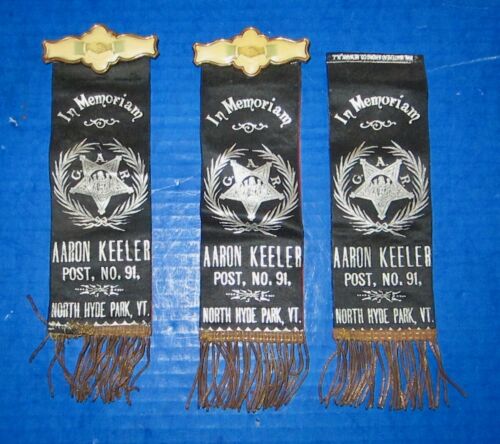 In Memoriam
G A R
AARON KEELER
POST, NO. 91,
NORTH HYDE PARK, VT.
In Memoriam
G A R
AARON KEELER
POST, NO. 91,
NORTH HYDE PARK, VT.
In Memoriam
G A R
AARON KEELER
POST, NO. 91,
NORTH HYDE PARK, VT.